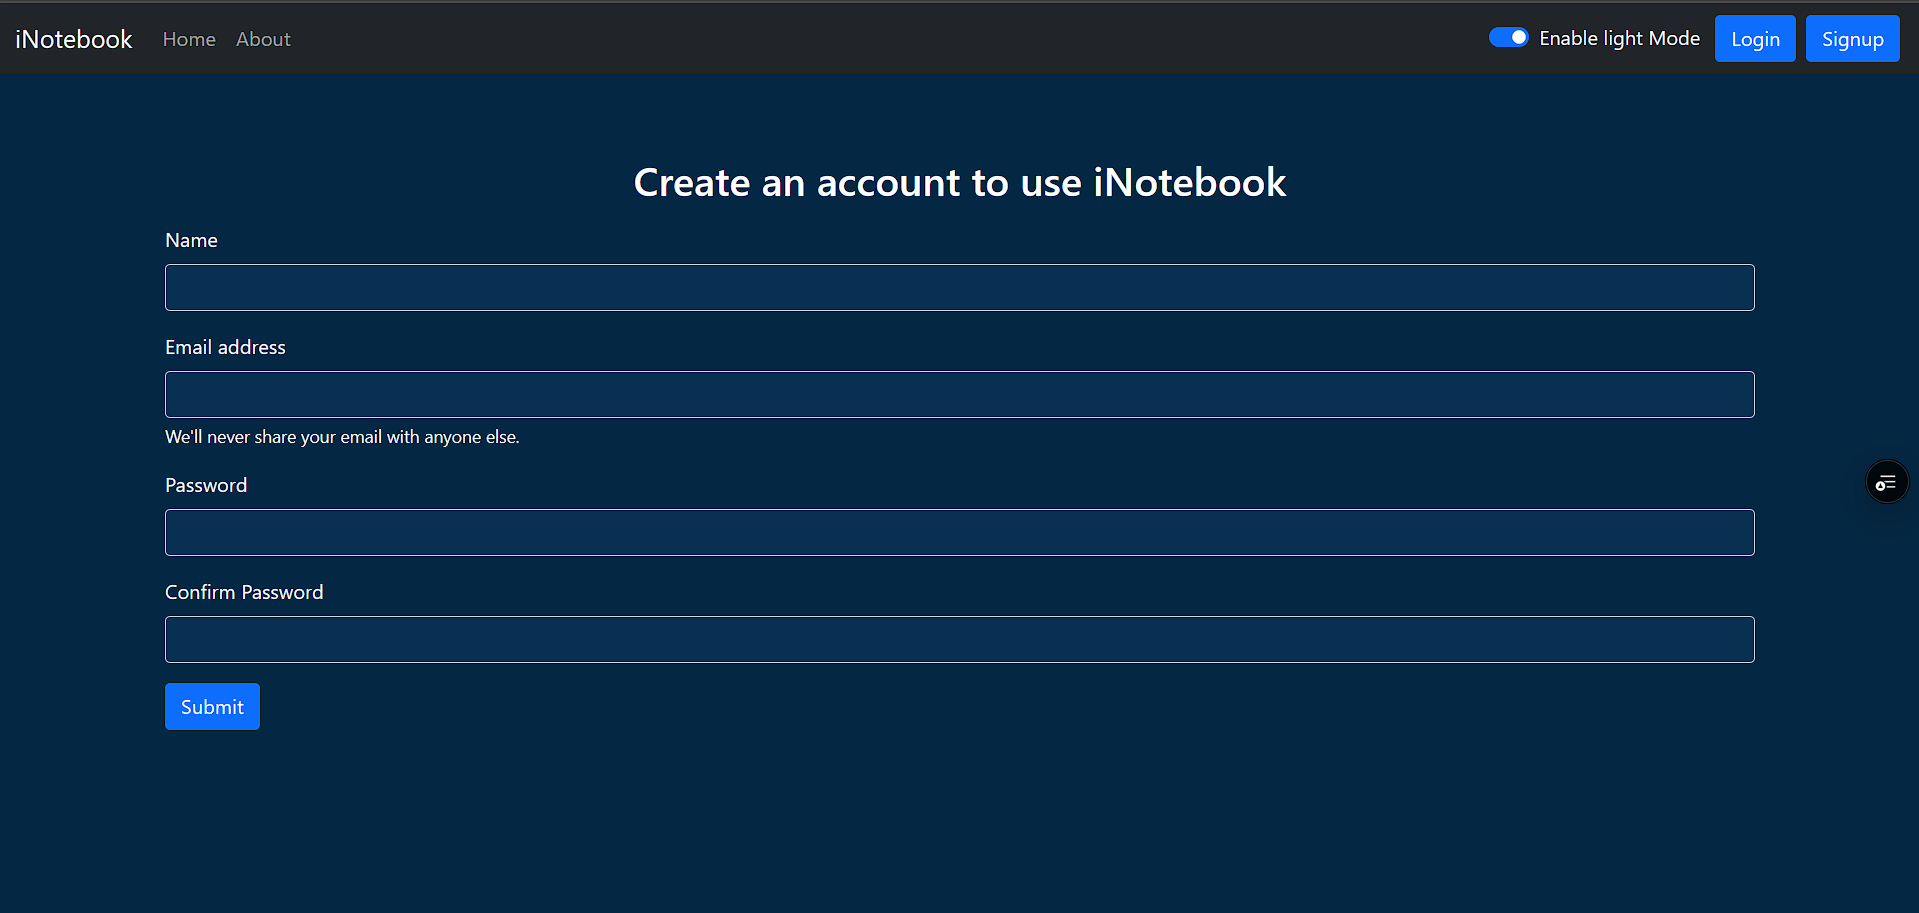 iNotebook Home About Enable light Mode Login Signup
Create an account to use iNotebook
Name
Email address
We'll never share your email with anyone else.
Password
Confirm Password
Submit